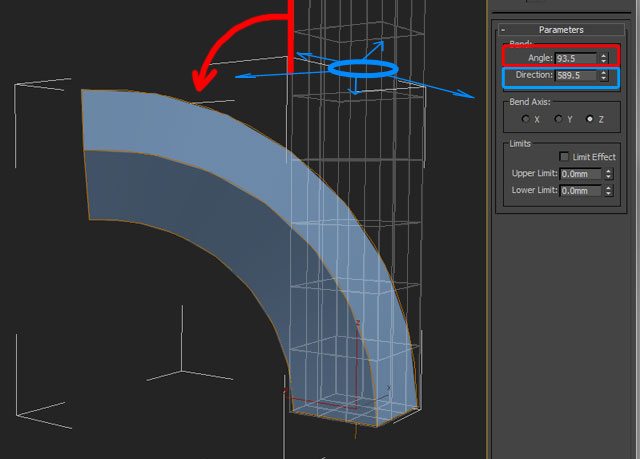 - Parameters
Bend:
Angle: 93.5
Direction: 589.5
Bend Axis:
X Y Z
Limits
Limit Effect
Upper Limit: 0.0mm
Lower Limit: 0.0mm